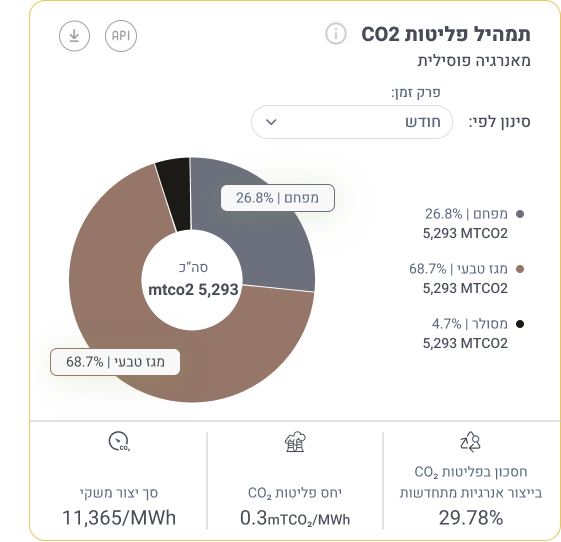 תמהיל פליטות CO2
API
מאנרגיה פוסילית
פרק זמן:
סינון לפי:
חודש
מפחם | 26.8%
מפחם | 26.8%
5,293 MTCO2
סה”כ
mtco2 5,293
מגז טבעי | 68.7%
5,293 MTCO2
מסולר | 4.7%
5,293 MTCO2
מגז טבעי | 68.7%
CO₂
חסכון בפליטות CO₂
בייצור אנרגיות מתחדשות
29.78%
יחס פליטות CO₂
0.3mTCO₂/MWh
סך יצור משקי
11,365/MWh